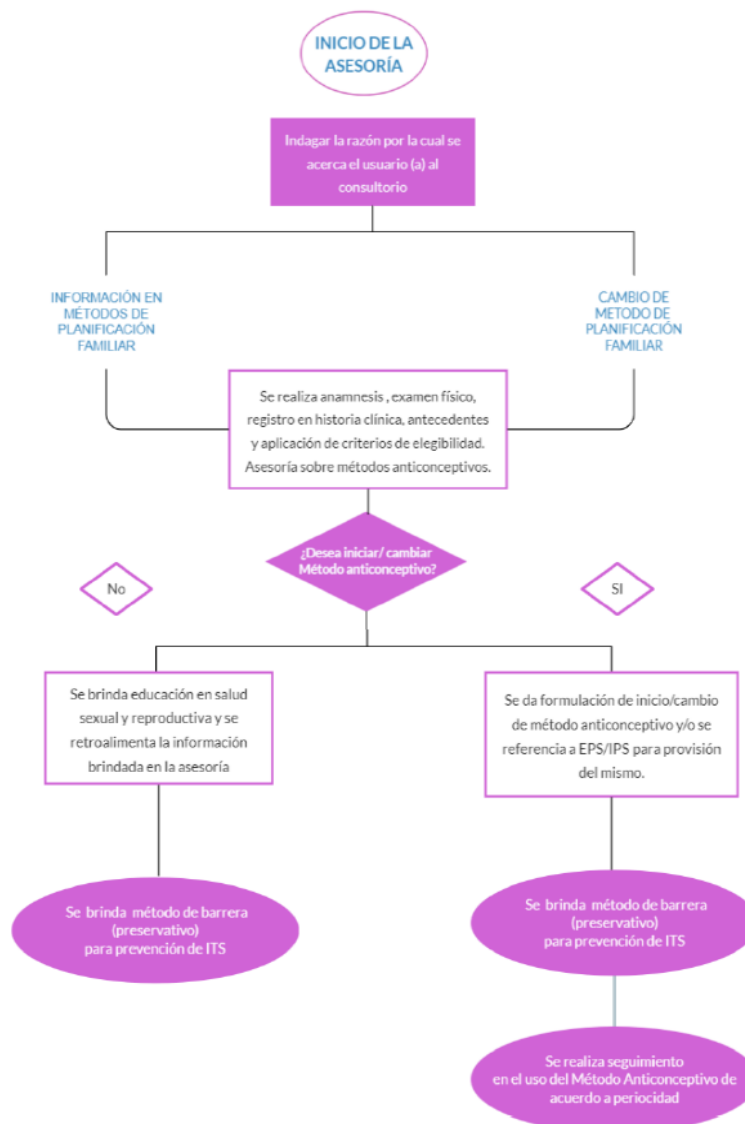 INICIO DE LA
ASESORÍA
Indagar la razón por la cual se
acerca el usuario (a) al
consultorio
INFORMACIÓN EN
MÉTODOS DE
PLANIFICACIÓN
FAMILIAR
CAMBIO DE
METODO DE
PLANIFICACIÓN
FAMILIAR
Se realiza anamnesis , examen físico,
registro en historia clínica, antecedentes
y aplicación de criterios de elegibilidad.
Asesoría sobre métodos anticonceptivos.
¿Desea iniciar/ cambiar
Método anticonceptivo?
No
SI
Se brinda educación en salud
sexual y reproductiva y se
retroalimenta la información
brindada en la asesoría
Se da formulación de inicio/cambio
de método anticonceptivo y/o se
referencia a EPS/IPS para provisión
del mismo.
Se brinda método de barrera
(preservativo)
para prevención de ITS
Se brinda método de barrera
(preservativo)
para prevención de ITS
Se realiza seguimiento
en el uso del Método Anticonceptivo de
acuerdo a periocidad